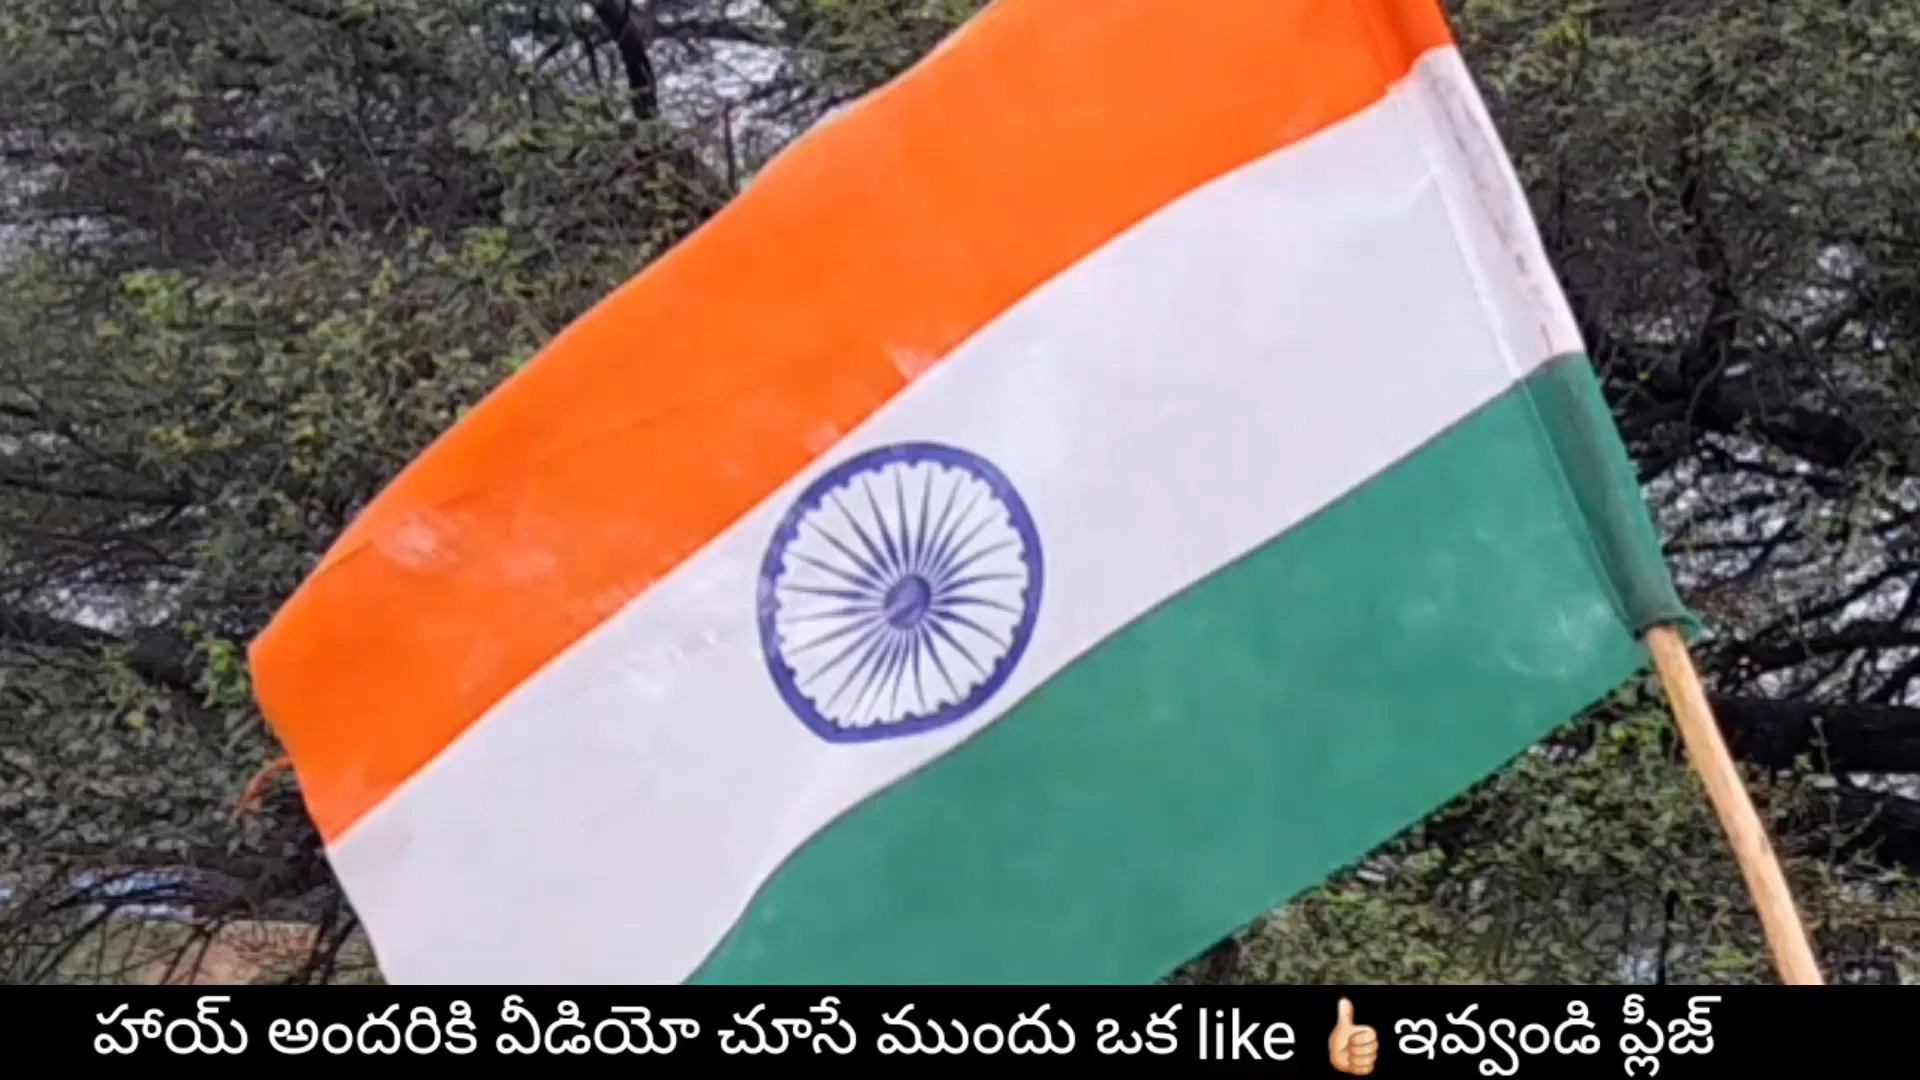 హాయ్ అందరికి వీడియో చూసే ముందు ఒక like 👍🏼 ఇవ్వండి ప్లీజ్